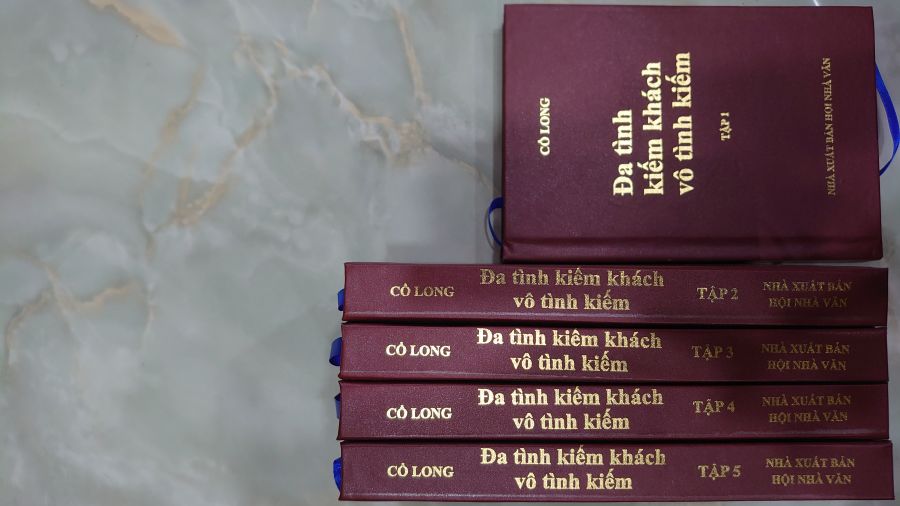 CỔ LONG
Đa tình
kiếm khách
vô tình kiếm
TẬP 1
NHÀ XUẤT BẢN HỘI NHÀ VĂN
CỔ LONG
Đa tình kiếm khách
vô tình kiếm
TẬP 2
NHÀ XUẤT BẢN
HỘI NHÀ VĂN
CỔ LONG
Đa tình kiếm khách
vô tình kiếm
TẬP 3
NHÀ XUẤT BẢN
HỘI NHÀ VĂN
CỔ LONG
Đa tình kiếm khách
vô tình kiếm
TẬP 4
NHÀ XUẤT BẢN
HỘI NHÀ VĂN
CỔ LONG
Đa tình kiếm khách
vô tình kiếm
TẬP 5
NHÀ XUẤT BẢN
HỘI NHÀ VĂN